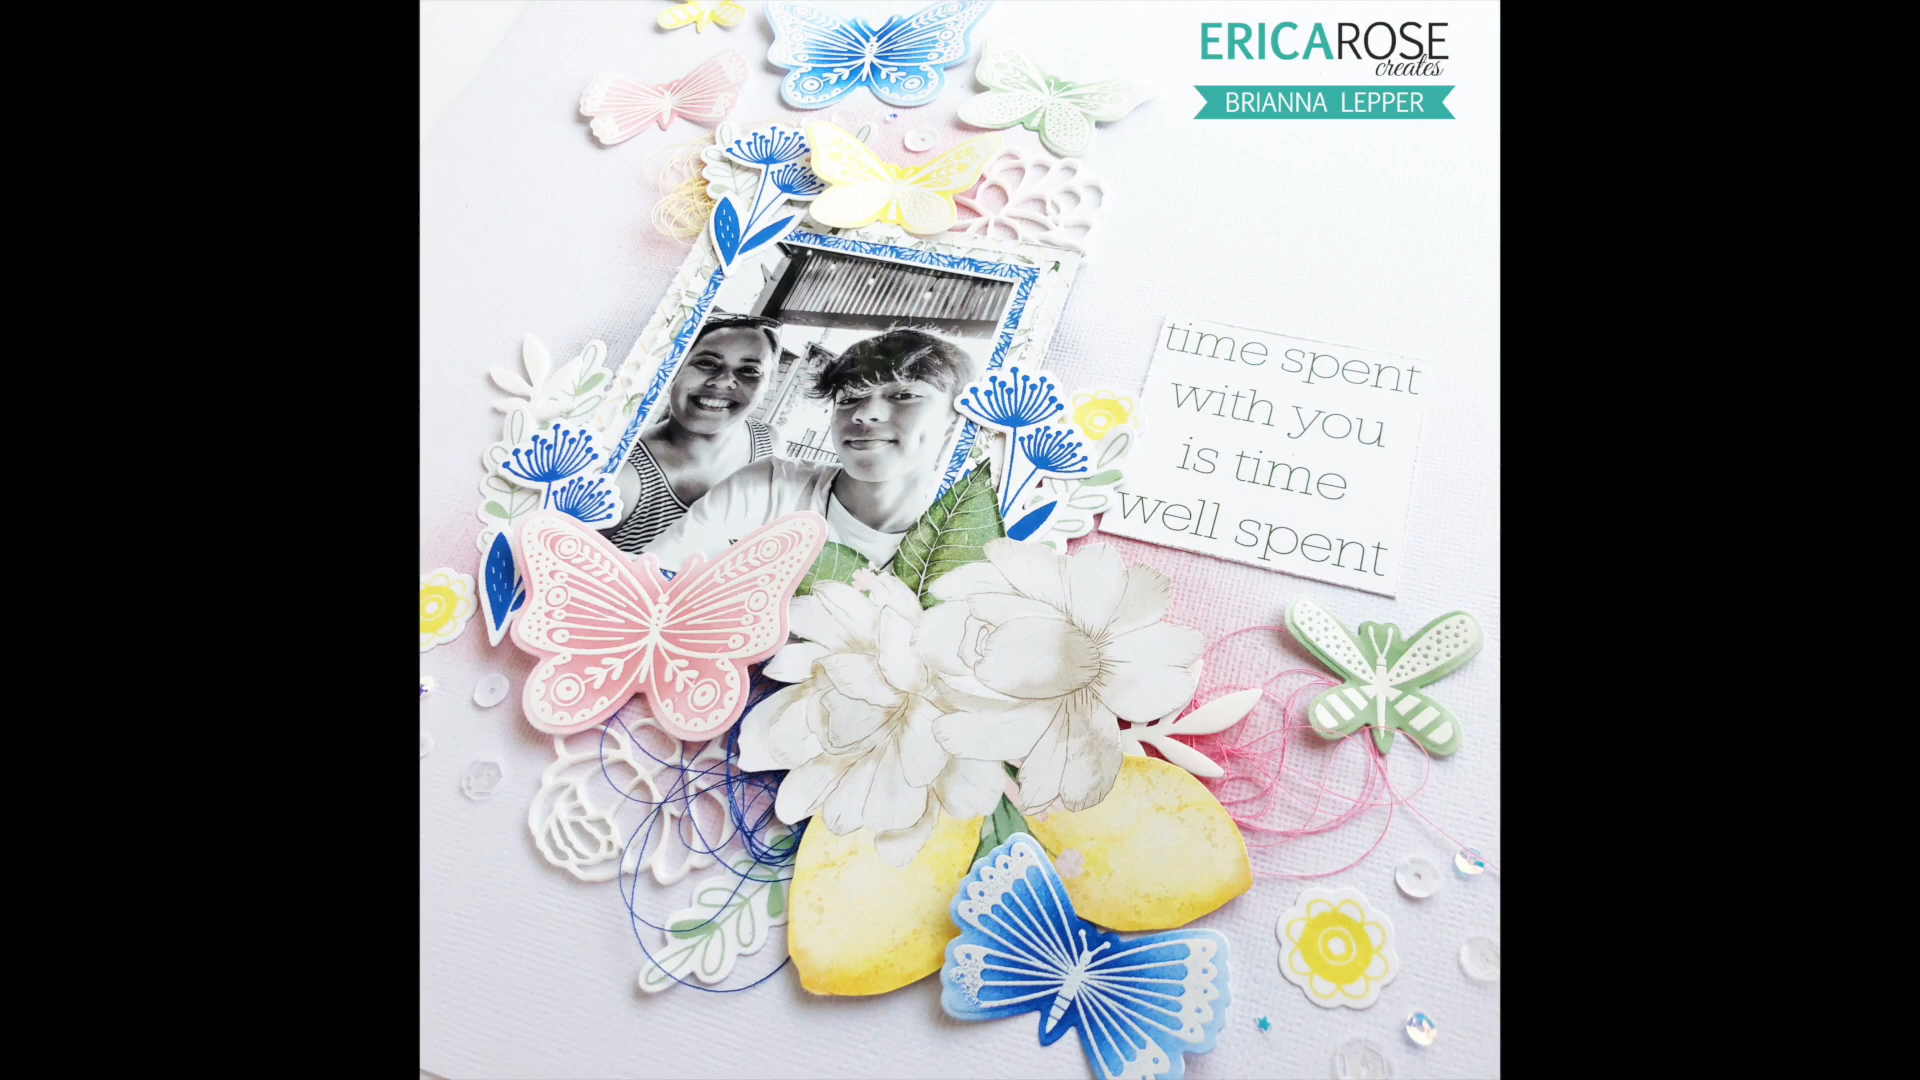 ERICAROSE
creates
BRIANNA LEPPER
time spent
with you
is time
well spent